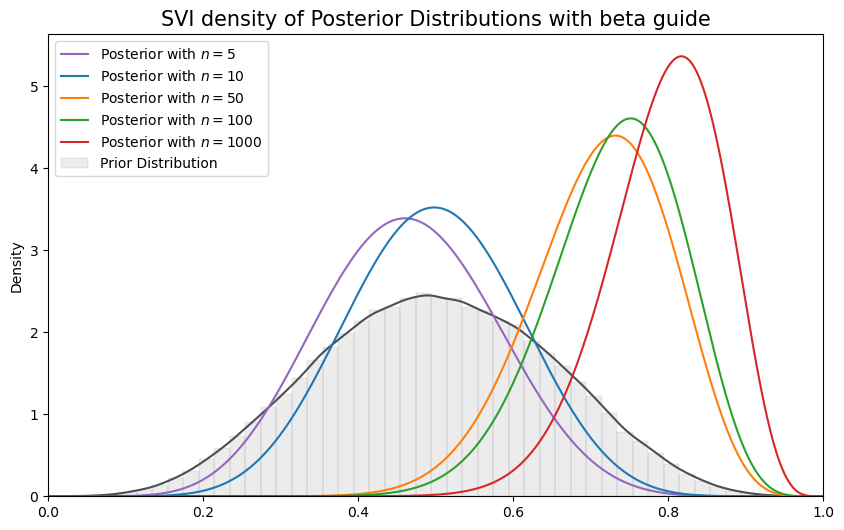 SVI density of Posterior Distributions with beta guide
Posterior with n = 5
Posterior with n = 10
Posterior with n = 50
Posterior with n = 100
Posterior with n = 1000
Prior Distribution
Density
5
4
3
2
1
0
0.0 0.2 0.4 0.6 0.8 1.0